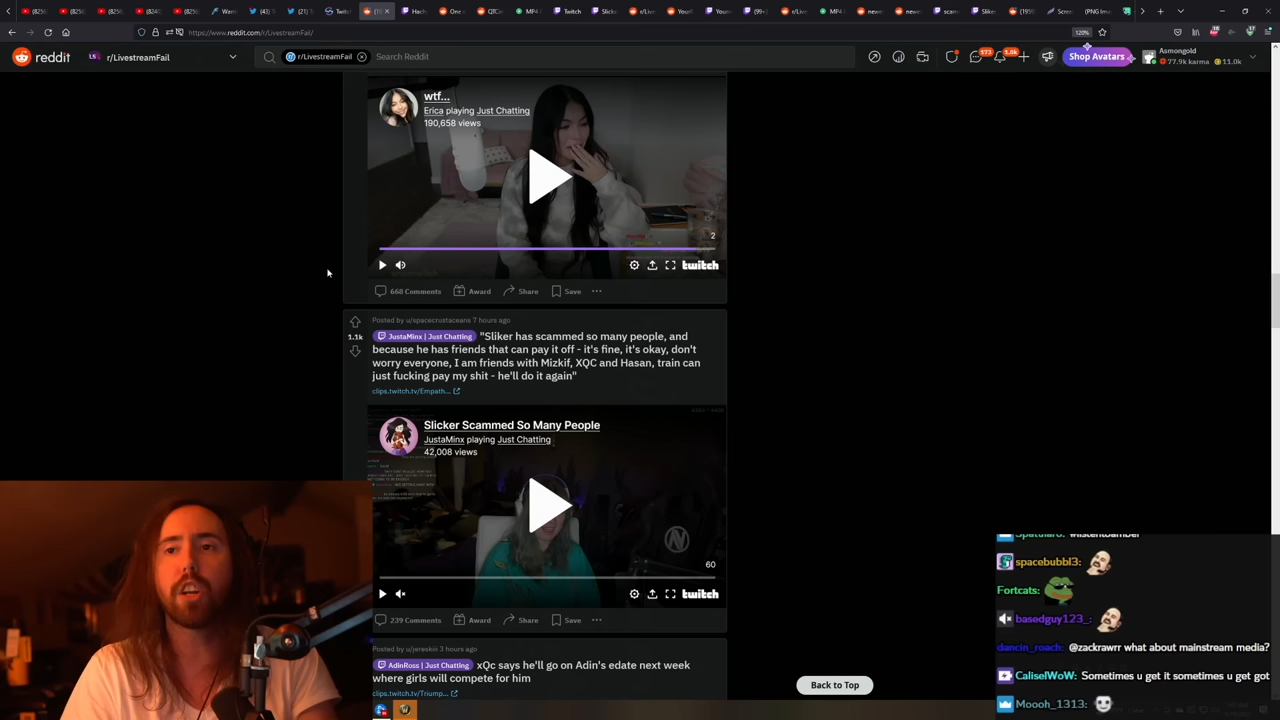 https://www.reddit.com/r/LivestreamFail/
120%
reddit
r/LivestreamFail
r/LivestreamFail
Search Reddit
173
1.8k
Shop Avatars
Asmongold
77.9k karma
11.0k
wtf...
Erica playing Just Chatting
190,658 views
2
twitch
668 Comments
Award
Share
Save
Posted by u/spacecrustaceans 7 hours ago
1.1k
JustaMinx | Just Chatting
"Sliker has scammed so many people, and
because he has friends that can pay it off - it's fine, it's okay, don't
worry everyone, I am friends with Mizkif, XQC and Hasan, train can
just fucking pay my shit - he'll do it again"
clips.twitch.tv/Empath...
Slicker Scammed So Many People
JustaMinx playing Just Chatting
42,008 views
60
twitch
239 Comments
Award
Share
Save
Posted by u/jereskiii 3 hours ago
AdinRoss | Just Chatting
xQc says he'll go on Adin's edate next week
where girls will compete for him
clips.twitch.tv/Triump...
Back to Top
spacebubbl3:
Fortcats:
basedguy123_:
dancin_roach: @zackrawrr what about mainstream media?
CaliselWoW: Sometimes u get it sometimes u get got
Moooh_1313: